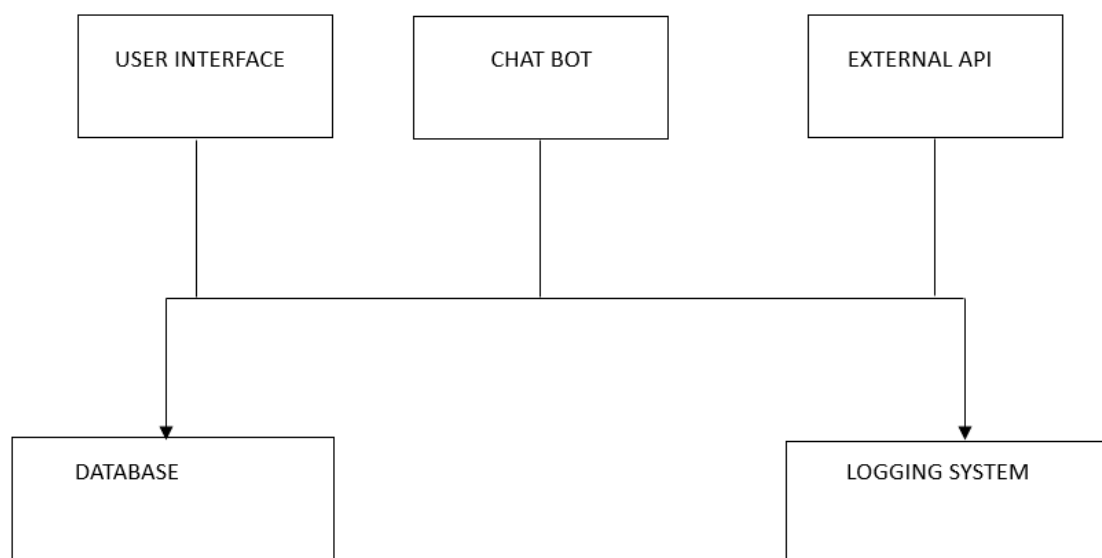 USER INTERFACE
CHAT BOT
EXTERNAL API
DATABASE
LOGGING SYSTEM